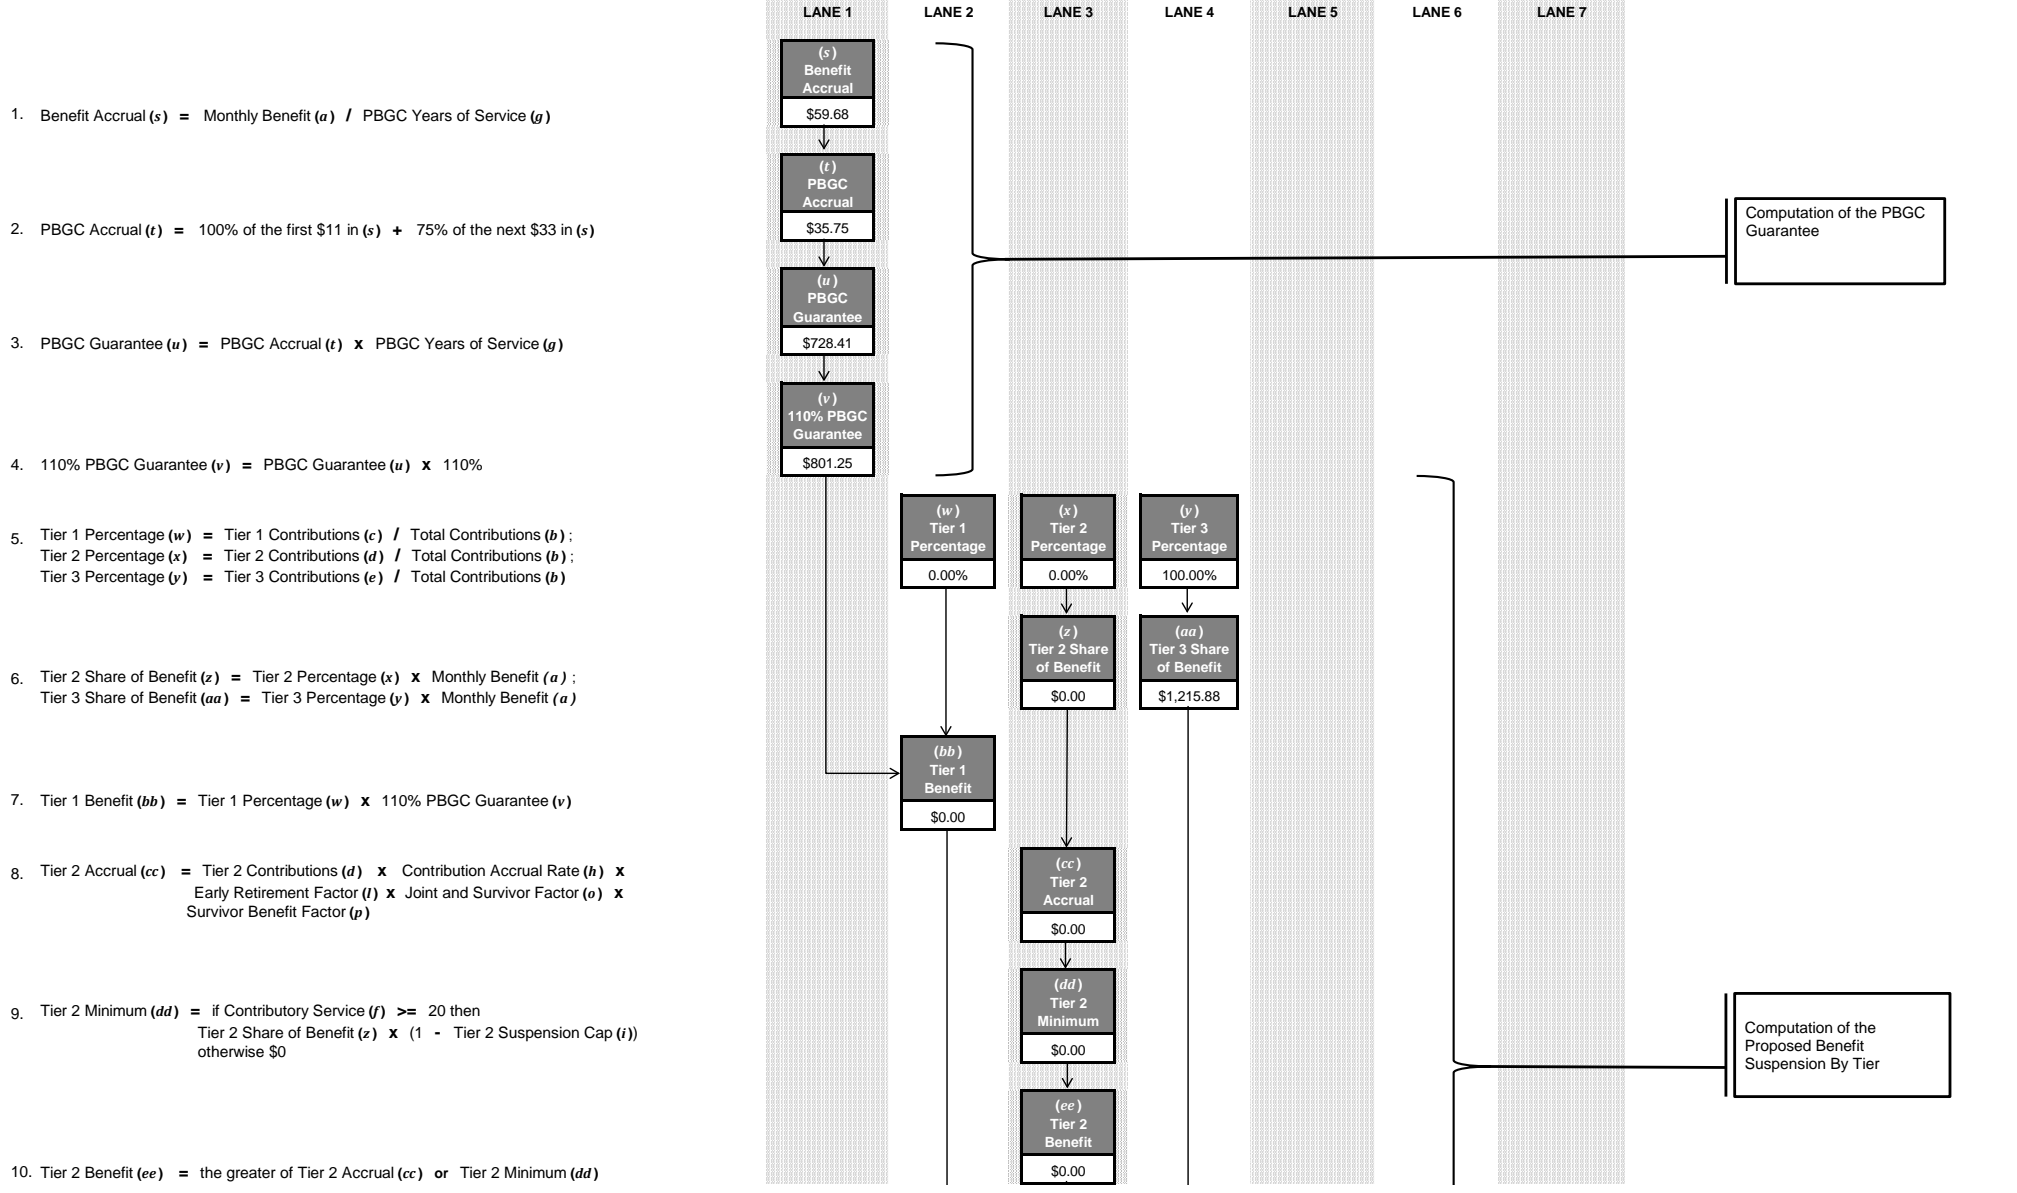 LANE 1 LANE 2 LANE 3 LANE 4 LANE 5 LANE 6 LANE 7
(s)
Benefit
Accrual
$59.68
1. Benefit Accrual (s) = Monthly Benefit (a) / PBGC Years of Service (g)
(t)
PBGC
Accrual
$35.75
2. PBGC Accrual (t) = 100% of the first $11 in (s) + 75% of the next $33 in (s)
Computation of the PBGC
Guarantee
(u)
PBGC
Guarantee
$728.41
3. PBGC Guarantee (u) = PBGC Accrual (t) x PBGC Years of Service (g)
(v)
110% PBGC
Guarantee
$801.25
4. 110% PBGC Guarantee (v) = PBGC Guarantee (u) x 110%
(w)
Tier 1
Percentage
0.00%
(x)
Tier 2
Percentage
0.00%
(y)
Tier 3
Percentage
100.00%
5. Tier 1 Percentage (w) = Tier 1 Contributions (c) / Total Contributions (b) ;
Tier 2 Percentage (x) = Tier 2 Contributions (d) / Total Contributions (b) ;
Tier 3 Percentage (y) = Tier 3 Contributions (e) / Total Contributions (b)
(z)
Tier 2 Share
of Benefit
$0.00
(aa)
Tier 3 Share
of Benefit
$1,215.88
6. Tier 2 Share of Benefit (z) = Tier 2 Percentage (x) x Monthly Benefit (a) ;
Tier 3 Share of Benefit (aa) = Tier 3 Percentage (y) x Monthly Benefit (a)
(bb)
Tier 1
Benefit
$0.00
7. Tier 1 Benefit (bb) = Tier 1 Percentage (w) x 110% PBGC Guarantee (v)
(cc)
Tier 2
Accrual
$0.00
8. Tier 2 Accrual (cc) = Tier 2 Contributions (d) x Contribution Accrual Rate (h) x
Early Retirement Factor (l) x Joint and Survivor Factor (o) x
Survivor Benefit Factor (p)
(dd)
Tier 2
Minimum
$0.00
9. Tier 2 Minimum (dd) = if Contributory Service (f) >= 20 then
Tier 2 Share of Benefit (z) x (1 - Tier 2 Suspension Cap (i))
otherwise $0
Computation of the
Proposed Benefit
Suspension By Tier
(ee)
Tier 2
Benefit
$0.00
10. Tier 2 Benefit (ee) = the greater of Tier 2 Accrual (cc) or Tier 2 Minimum (dd)